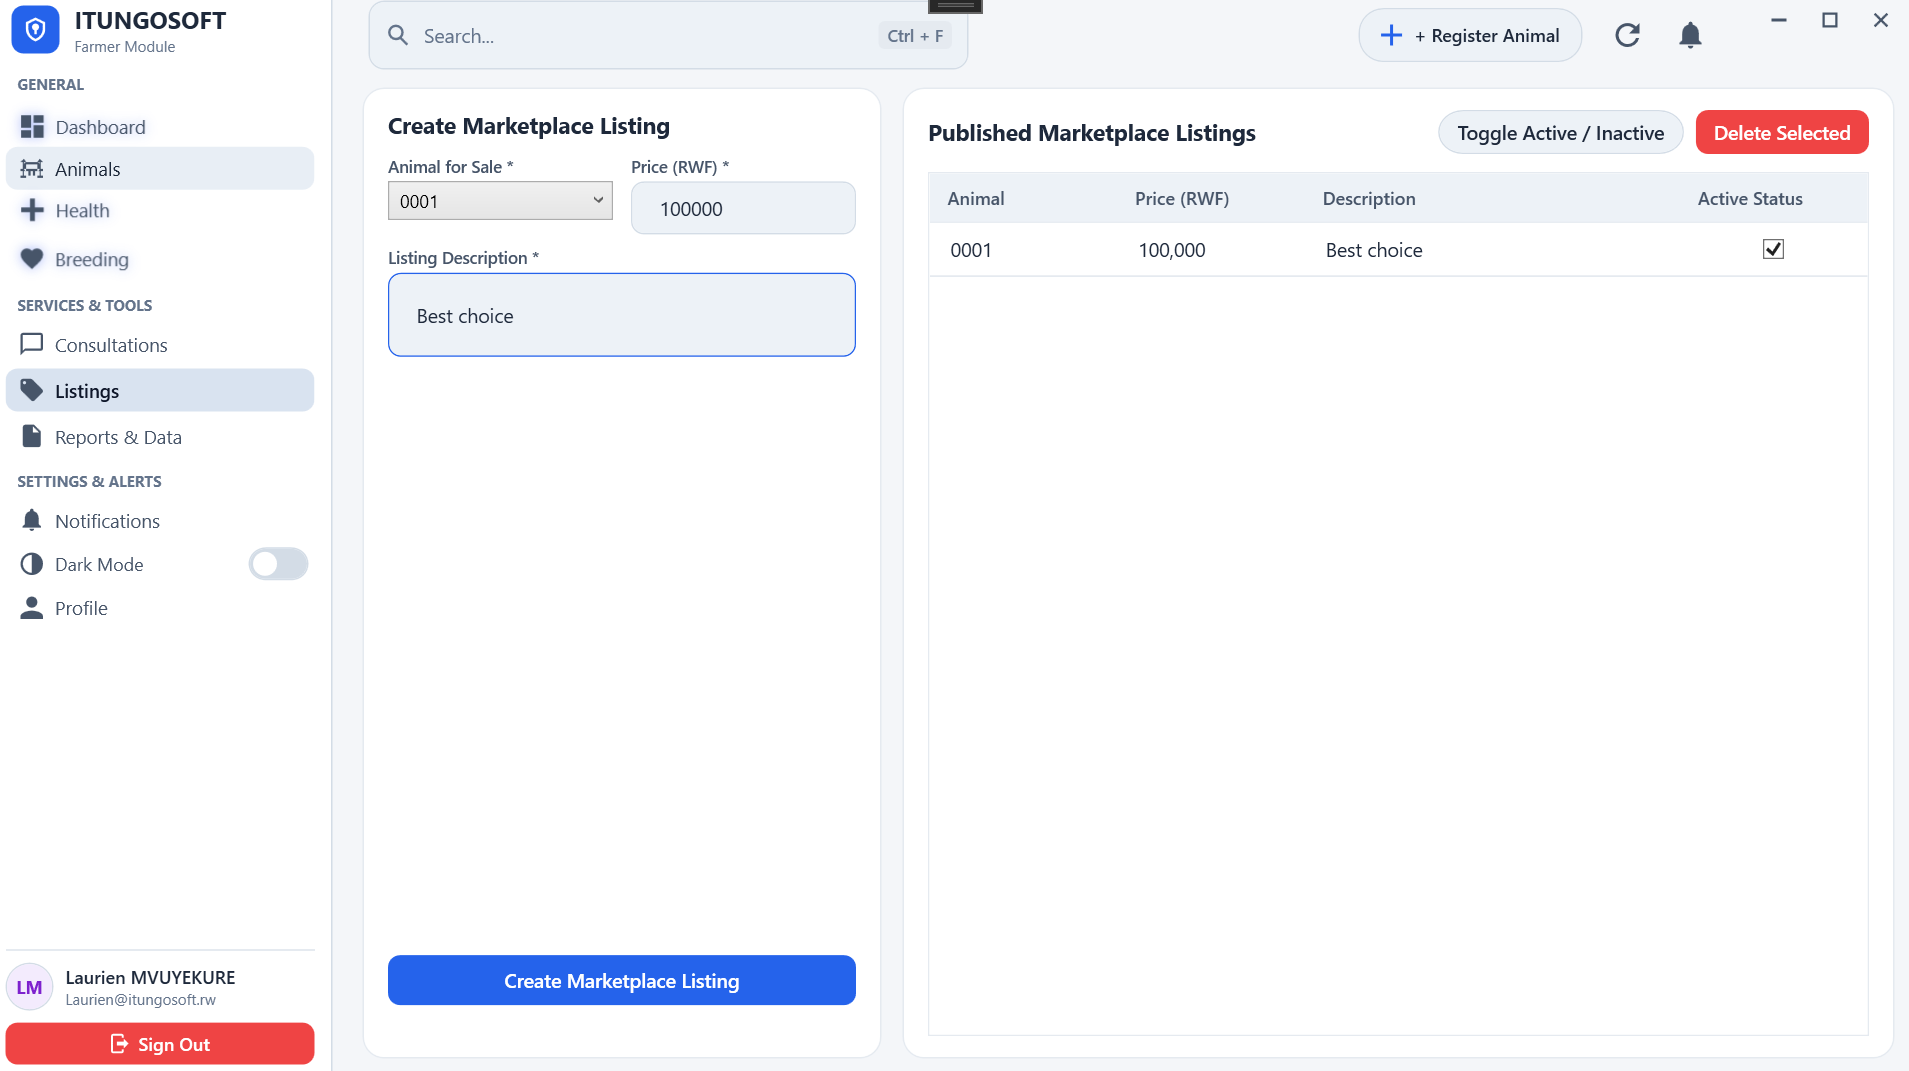 ITUNGOSOFT
Farmer Module
GENERAL
Dashboard
Animals
Health
Breeding
SERVICES & TOOLS
Consultations
Listings
Reports & Data
SETTINGS & ALERTS
Notifications
Dark Mode
Profile
LM
Laurien MVUYEKURE
Laurien@itungosoft.rw
Sign Out
Search...
Ctrl + F
+ Register Animal
Create Marketplace Listing
Animal for Sale *
Price (RWF) *
0001
100000
Listing Description *
Best choice
Create Marketplace Listing
Published Marketplace Listings
Toggle Active / Inactive
Delete Selected
Animal
Price (RWF)
Description
Active Status
0001
100,000
Best choice